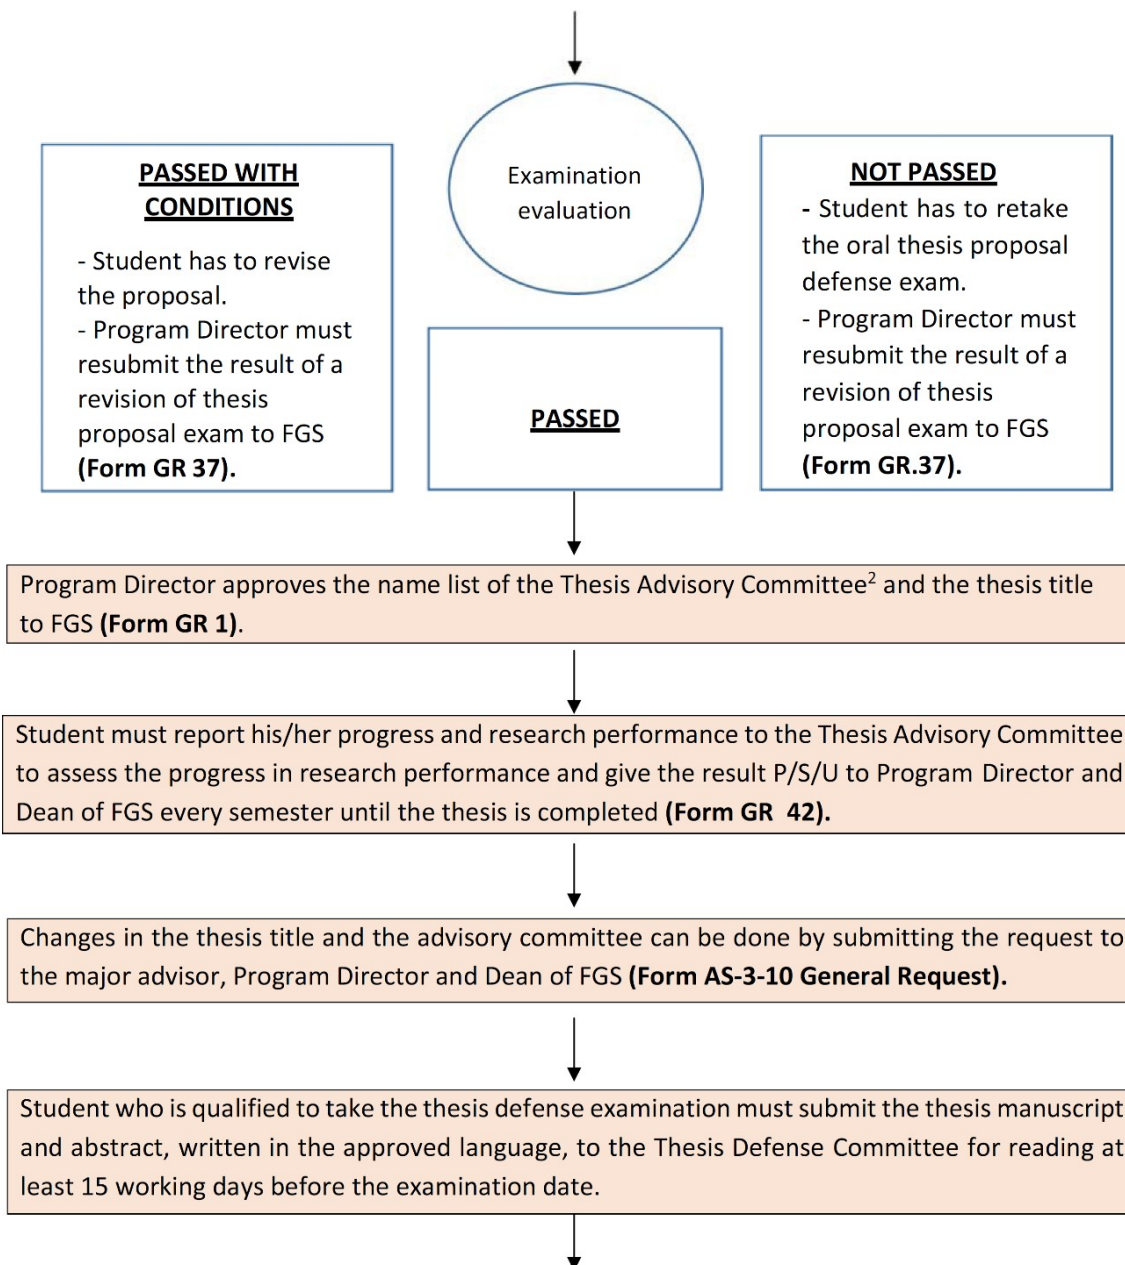 Examination
evaluation
PASSED WITH
CONDITIONS
- Student has to revise
the proposal.
- Program Director must
resubmit the result of a
revision of thesis
proposal exam to FGS
(Form GR 37).
PASSED
NOT PASSED
- Student has to retake
the oral thesis proposal
defense exam.
- Program Director must
resubmit the result of a
revision of thesis
proposal exam to FGS
(Form GR.37).
Program Director approves the name list of the Thesis Advisory Committee² and the thesis title
to FGS (Form GR 1).
Student must report his/her progress and research performance to the Thesis Advisory Committee
to assess the progress in research performance and give the result P/S/U to Program Director and
Dean of FGS every semester until the thesis is completed (Form GR  42).
Changes in the thesis title and the advisory committee can be done by submitting the request to
the major advisor, Program Director and Dean of FGS (Form AS-3-10 General Request).
Student who is qualified to take the thesis defense examination must submit the thesis manuscript
and abstract, written in the approved language, to the Thesis Defense Committee for reading at
least 15 working days before the examination date.